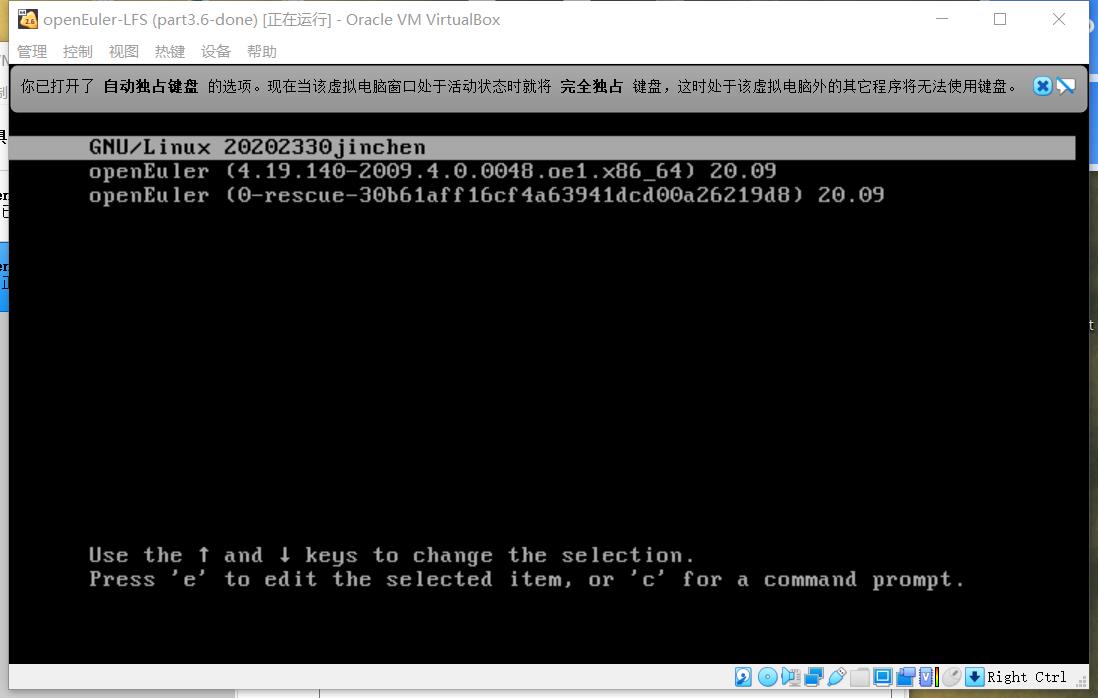 openEuler-LFS (part3.6-done) [正在运行] - Oracle VM VirtualBox
管理 控制 视图 热键 设备 帮助
你已打开了 自动独占键盘 的选项。现在当该虚拟电脑窗口处于活动状态时就将 完全独占 键盘，这时处于该虚拟电脑外的其它程序将无法使用键盘。
GNU/Linux 20202330jinchen
openEuler (4.19.140-2009.4.0.0048.oe1.x86_64) 20.09
openEuler (0-rescue-30b61aff16cf4a63941dcd00a26219d8) 20.09
Use the ↑ and ↓ keys to change the selection.
Press 'e' to edit the selected item, or 'c' for a command prompt.
Right Ctrl